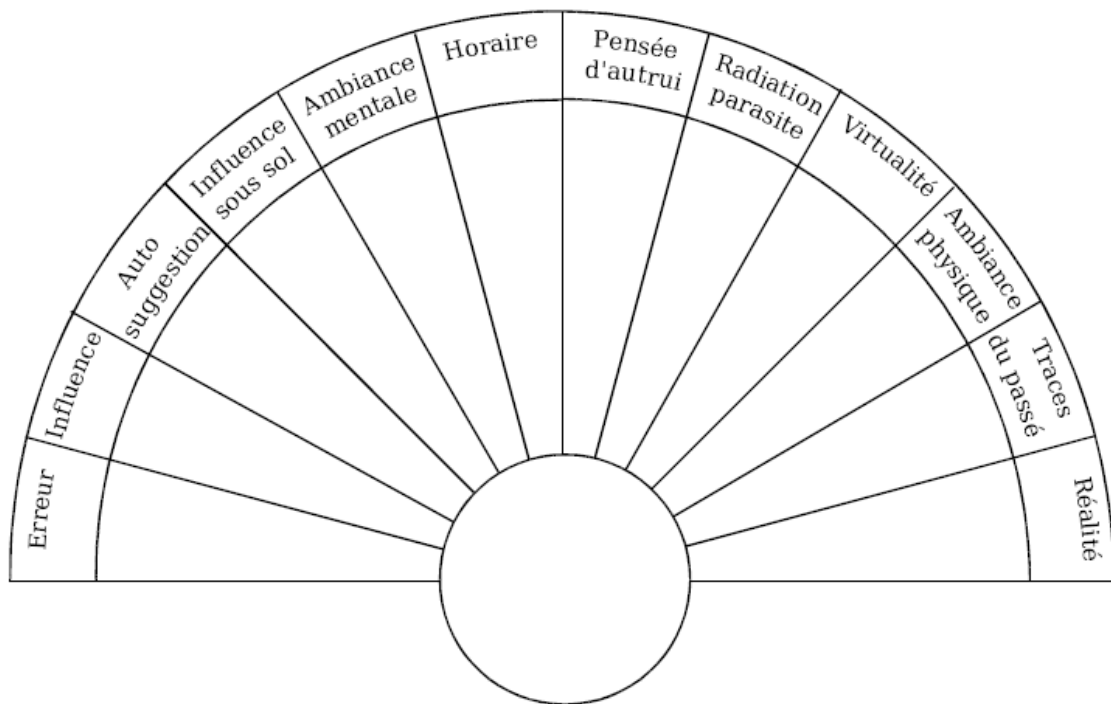 Erreur
Influence
Auto
suggestion
Influence
sous sol
Ambiance
mentale
Horaire
Pensée
d'autrui
Radiation
parasite
Virtualité
Ambiance
physique
Traces
du passé
Réalité